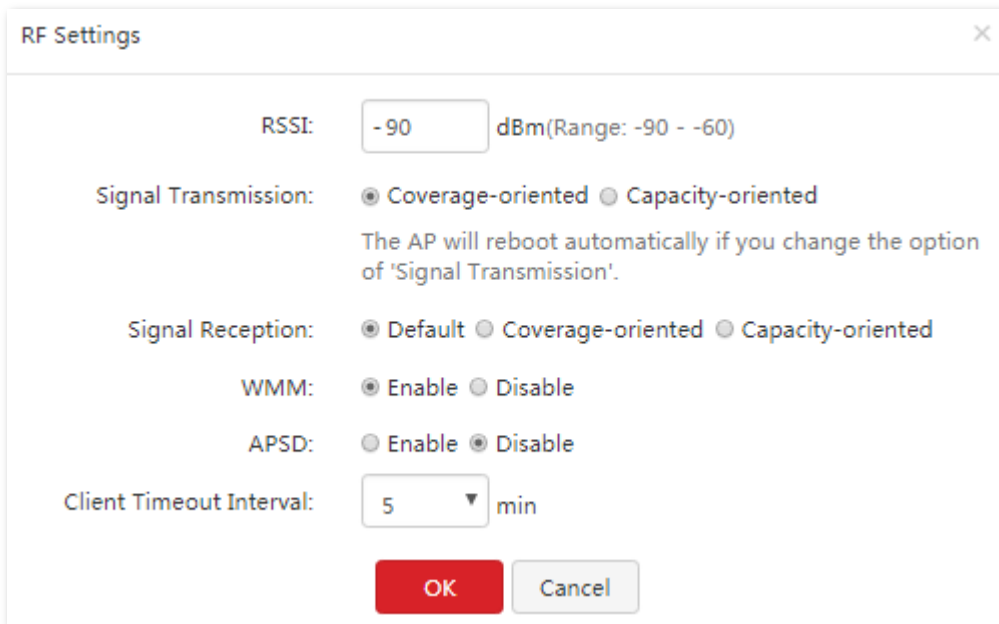 RF Settings
RSSI: -90 dBm(Range: -90 - -60)
Signal Transmission: Coverage-oriented Capacity-oriented
The AP will reboot automatically if you change the option
of 'Signal Transmission'.
Signal Reception: Default Coverage-oriented Capacity-oriented
WMM: Enable Disable
APSD: Enable Disable
Client Timeout Interval: 5 min
OK Cancel